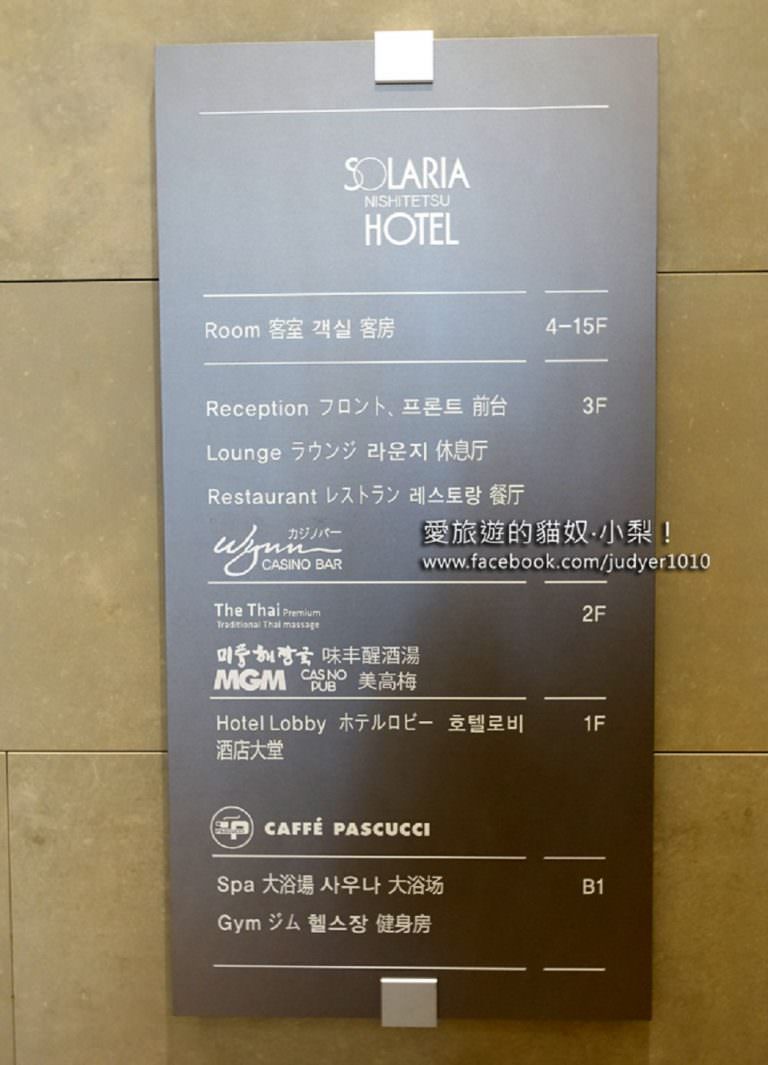 SOLARIA
NISHITETSU
HOTEL
Room 客室 객실 客房 4-15F
Reception フロント、프론트 前台 3F
Lounge ラウンジ 라운지 休息厅
Restaurant レストラン 레스토랑 餐厅
カジノバー
Wynn
CASINO BAR
愛旅遊的貓奴·小梨！
www.facebook.com/judyer1010
The Thai Premium 2F
Traditional Thai massage
미풍해장국 味丰醒酒湯
MGM CASINO PUB 美高梅
Hotel Lobby ホテルロビー 호텔로비 1F
酒店大堂
CAFFÉ PASCUCCI
Spa 大浴場 사우나 大浴场 B1
Gym ジム 헬스장 健身房